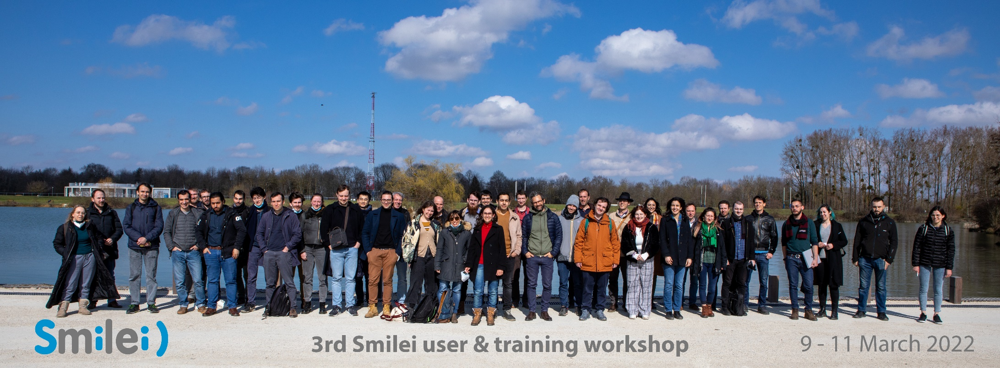 Smilei)
3rd Smilei user & training workshop
9 - 11 March 2022